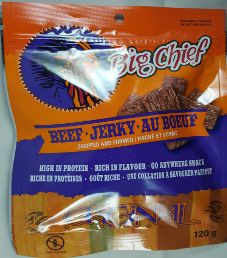 Big Chief
BEEF • JERKY • AU BOEUF
CHOPPED AND FORMED / HACHÉ ET FORMÉ
HIGH IN PROTEIN • RICH IN FLAVOUR • GO ANYWHERE SNACK
RICHE EN PROTÉINES • GOÛT RICHE • UNE COLLATION À SAVOURER PARTOUT
ORIGINAL
120 g